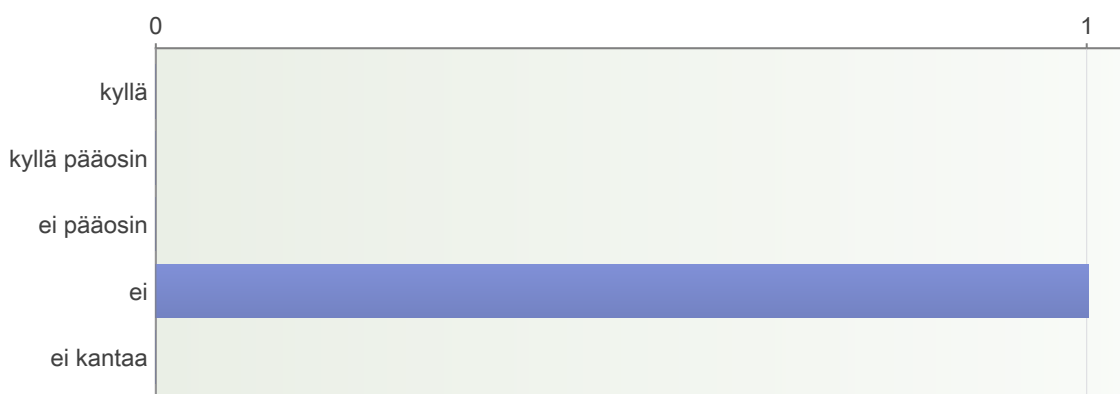 0 1
kyllä
kyllä pääosin
ei pääosin
ei
ei kantaa